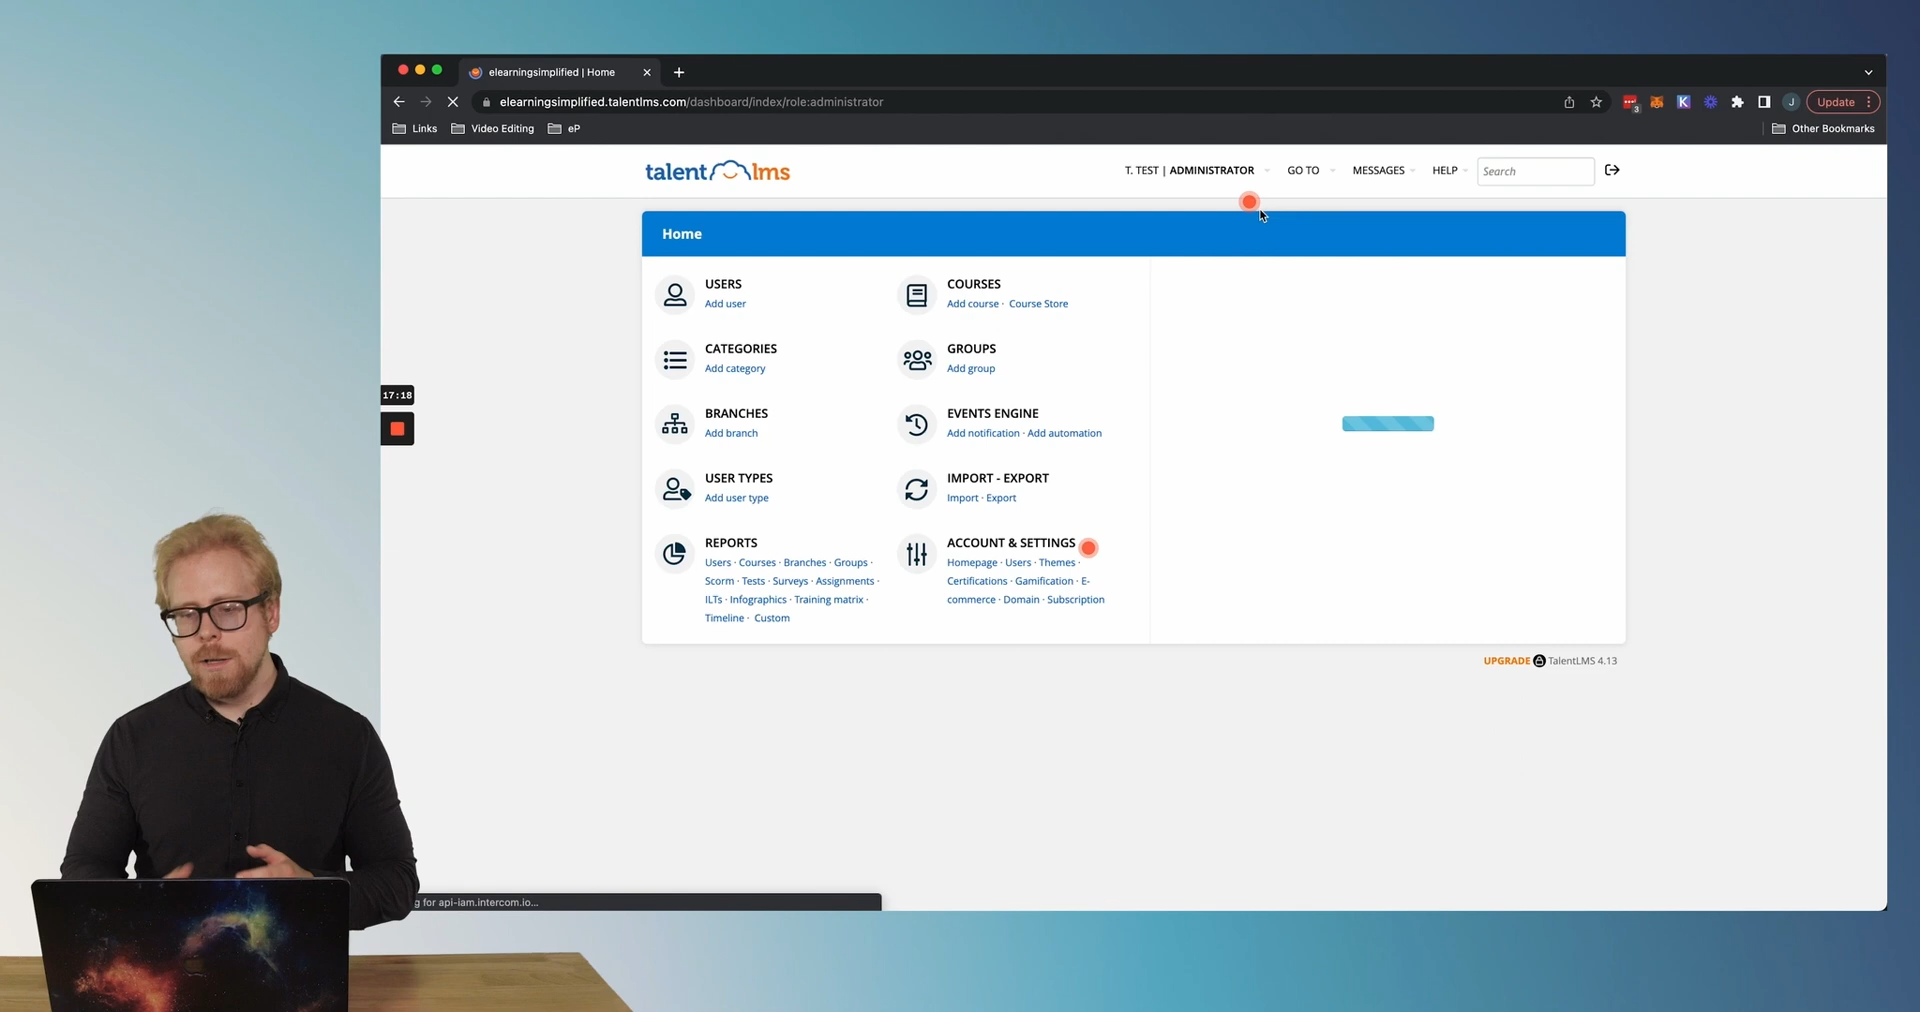 elearningsimplified | Home
elearningsimplified.talentlms.com/dashboard/index/role:administrator
3
K
J
Update
Links
Video Editing
eP
Other Bookmarks
talent lms
T. TEST | ADMINISTRATOR
GO TO
MESSAGES
HELP
Search
Home
USERS
Add user
COURSES
Add course · Course Store
CATEGORIES
Add category
GROUPS
Add group
17:18
BRANCHES
Add branch
EVENTS ENGINE
Add notification · Add automation
USER TYPES
Add user type
IMPORT - EXPORT
Import · Export
REPORTS
Users · Courses · Branches · Groups ·
Scorm · Tests · Surveys · Assignments ·
ILTs · Infographics · Training matrix ·
Timeline · Custom
ACCOUNT & SETTINGS
Homepage · Users · Themes ·
Certifications · Gamification · E-
commerce · Domain · Subscription
UPGRADE TalentLMS 4.13
g for api-iam.intercom.io...